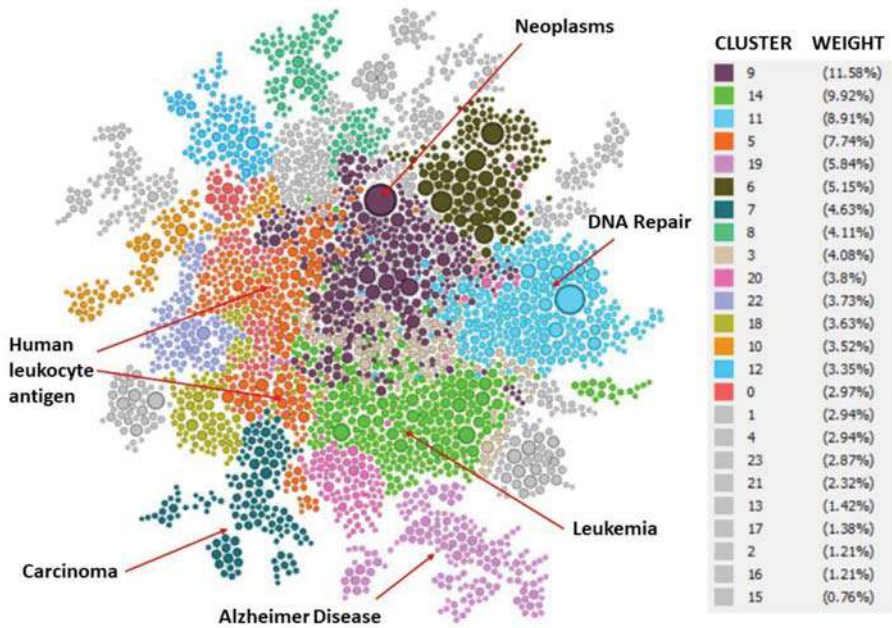 Neoplasms
DNA Repair
Human
leukocyte
antigen
Leukemia
Carcinoma
Alzheimer Disease
CLUSTER WEIGHT
9 (11.58%)
14 (9.92%)
11 (8.91%)
5 (7.74%)
19 (5.84%)
6 (5.15%)
7 (4.63%)
8 (4.11%)
3 (4.08%)
20 (3.8%)
22 (3.73%)
18 (3.63%)
10 (3.52%)
12 (3.35%)
0 (2.97%)
1 (2.94%)
4 (2.94%)
23 (2.87%)
21 (2.32%)
13 (1.42%)
17 (1.38%)
2 (1.21%)
16 (1.21%)
15 (0.76%)